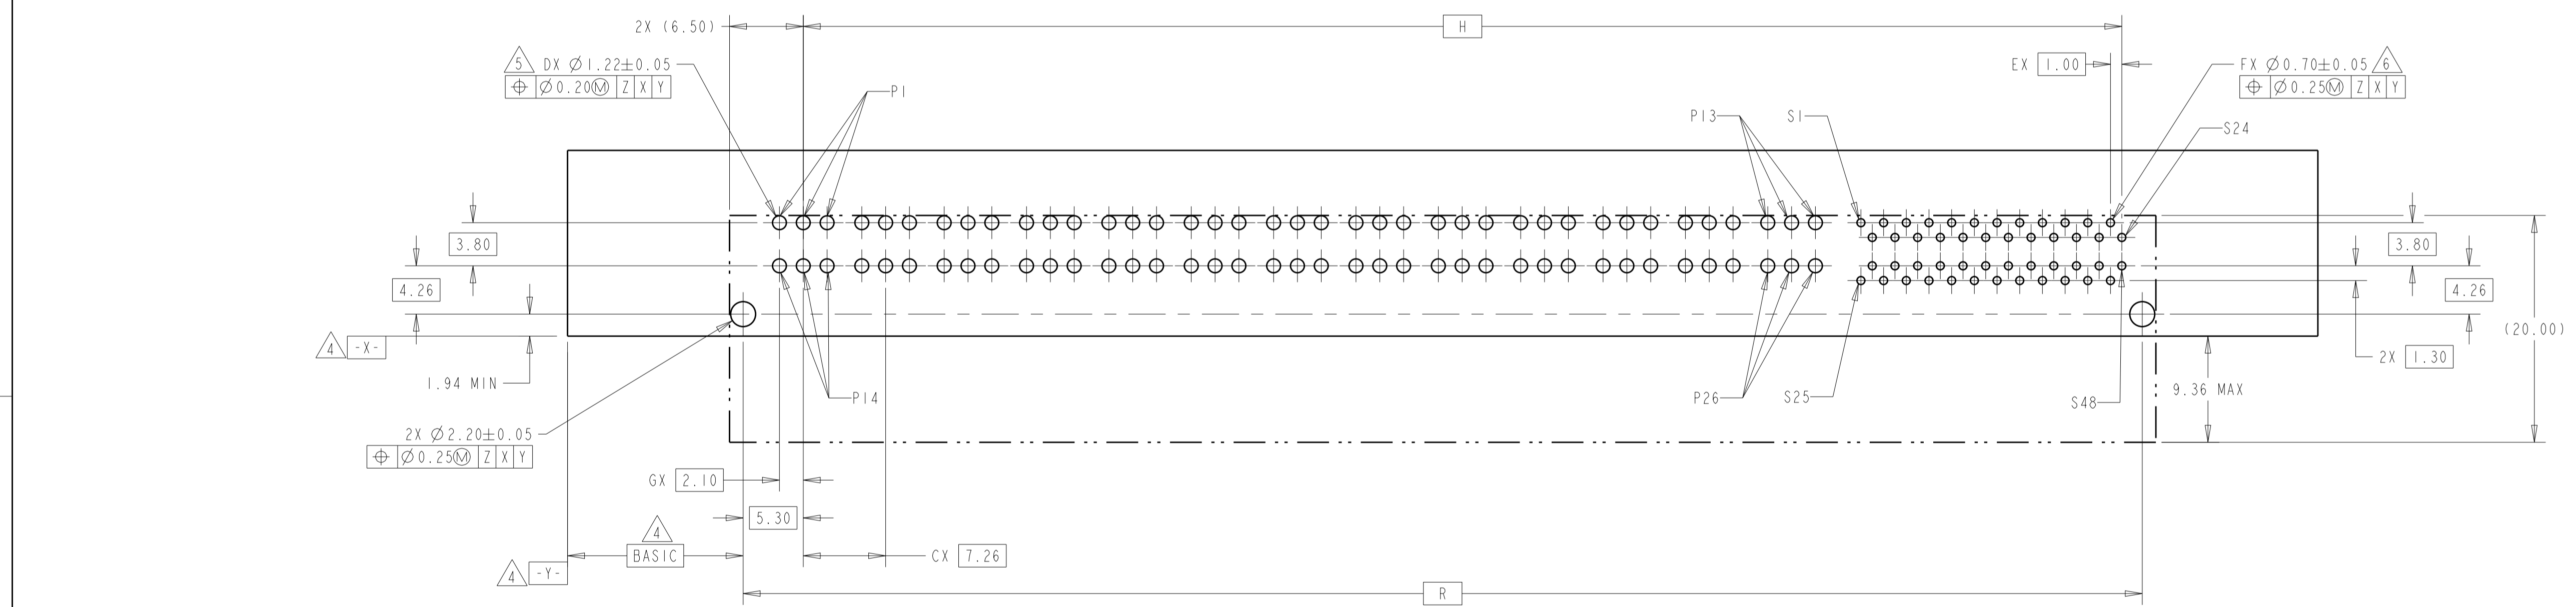 2X (6.50)
H
5 DX Ø1.22±0.05
⌖ Ø0.20Ⓜ Z X Y
EX 1.00
FX Ø0.70±0.05 6
⌖ Ø0.25Ⓜ Z X Y
P1
P13
S1
S24
3.80
4.26
3.80
4.26
4 -X-
1.94 MIN
(20.00)
2X 1.30
9.36 MAX
P14
P26
S25
S48
2X Ø2.20±0.05
⌖ Ø0.25Ⓜ Z X Y
GX 2.10
5.30
4
BASIC
CX 7.26
4 -Y-
R